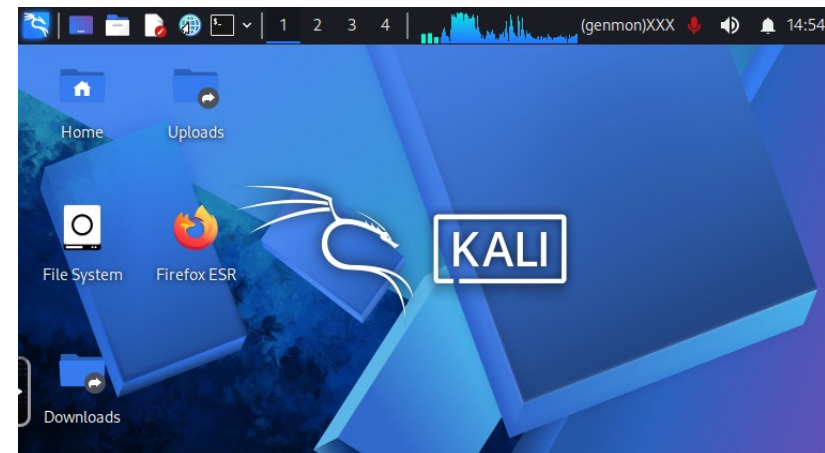 1 2 3 4 (genmon)XXX 14:54
Home Uploads
KALI
File System Firefox ESR
Downloads